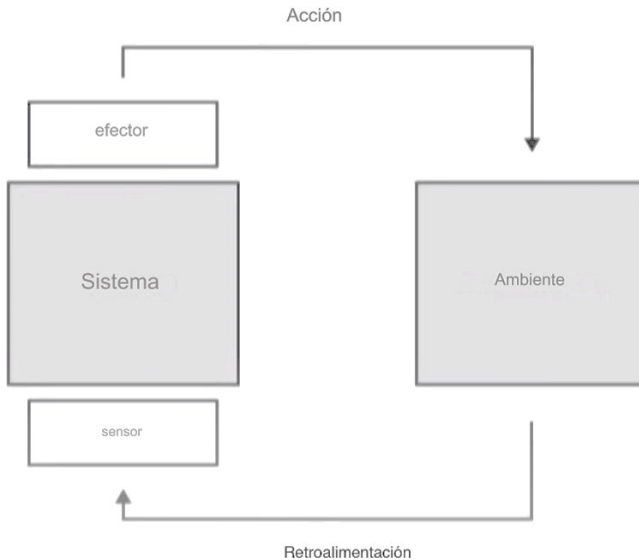 Acción
efector
Sistema
Ambiente
sensor
Retroalimentación